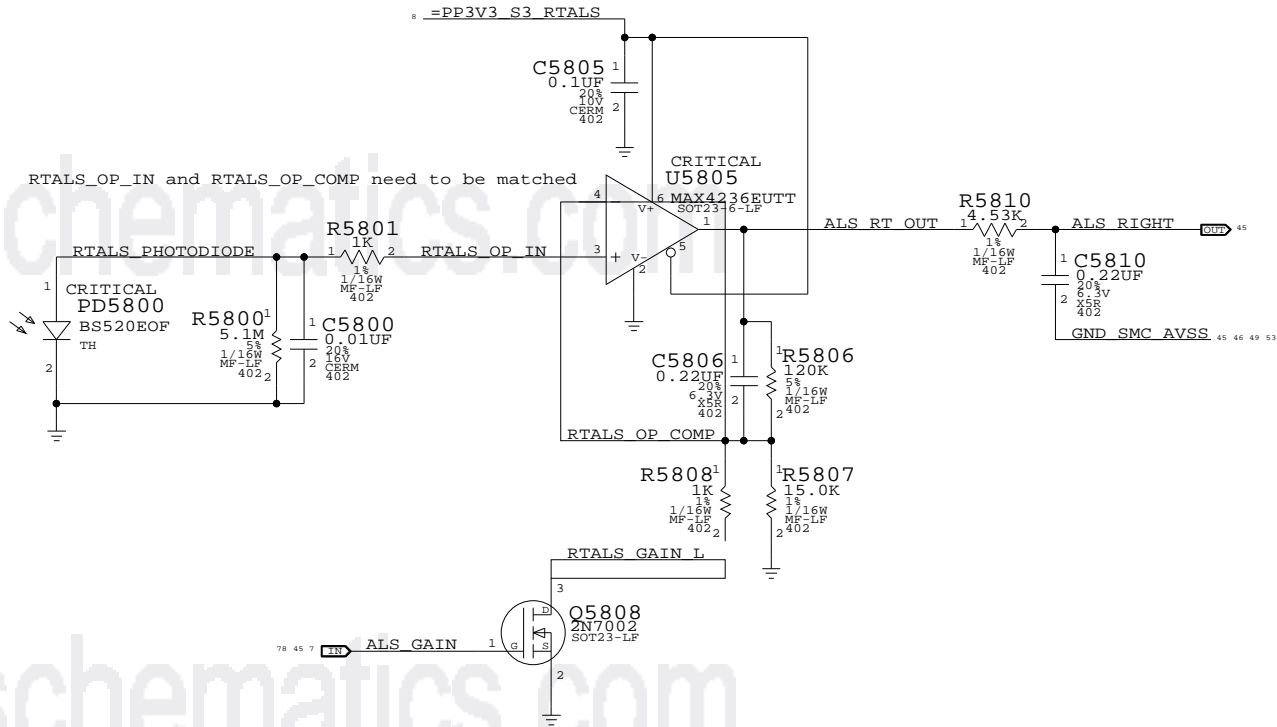 8 =PP3V3_S3_RTALS
C5805
0.1UF
20%
10V
CERM
402
1
2
RTALS_OP_IN and RTALS_OP_COMP need to be matched
CRITICAL
U5805
MAX4236EUTT
SOT23-6-LF
4
6
V+
3
+
V-
2
1
5
R5801
1K
1%
1/16W
MF-LF
402
1
2
RTALS_PHOTODIODE
RTALS_OP_IN
ALS_RT_OUT
R5810
4.53K
1%
1/16W
MF-LF
402
1
2
ALS_RIGHT
OUT 45
1
CRITICAL
PD5800
BS520EOF
TH
2
R5800
5.1M
5%
1/16W
MF-LF
402
1
2
C5800
0.01UF
20%
16V
CERM
402
1
2
C5810
0.22UF
20%
6.3V
X5R
402
1
2
GND_SMC_AVSS 45 46 49 53
C5806
0.22UF
20%
6.3V
X5R
402
1
2
R5806
120K
5%
1/16W
MF-LF
402
1
2
RTALS_OP_COMP
R5808
1K
1%
1/16W
MF-LF
402
1
2
R5807
15.0K
1%
1/16W
MF-LF
402
1
2
RTALS_GAIN_L
3
Q5808
2N7002
SOT23-LF
D
G
S
78 45 7 IN ALS_GAIN 1
2
schematics.com
schematics.com